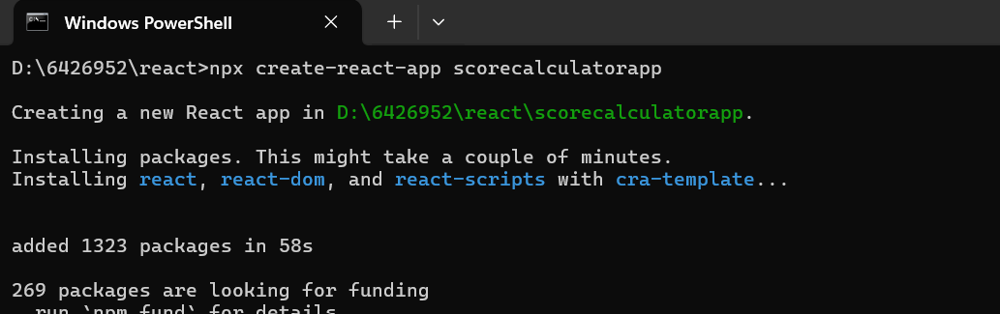 Windows PowerShell
D:\6426952\react>npx create-react-app scorecalculatorapp
Creating a new React app in D:\6426952\react\scorecalculatorapp.
Installing packages. This might take a couple of minutes.
Installing react, react-dom, and react-scripts with cra-template...
added 1323 packages in 58s
269 packages are looking for funding
run `npm fund` for details